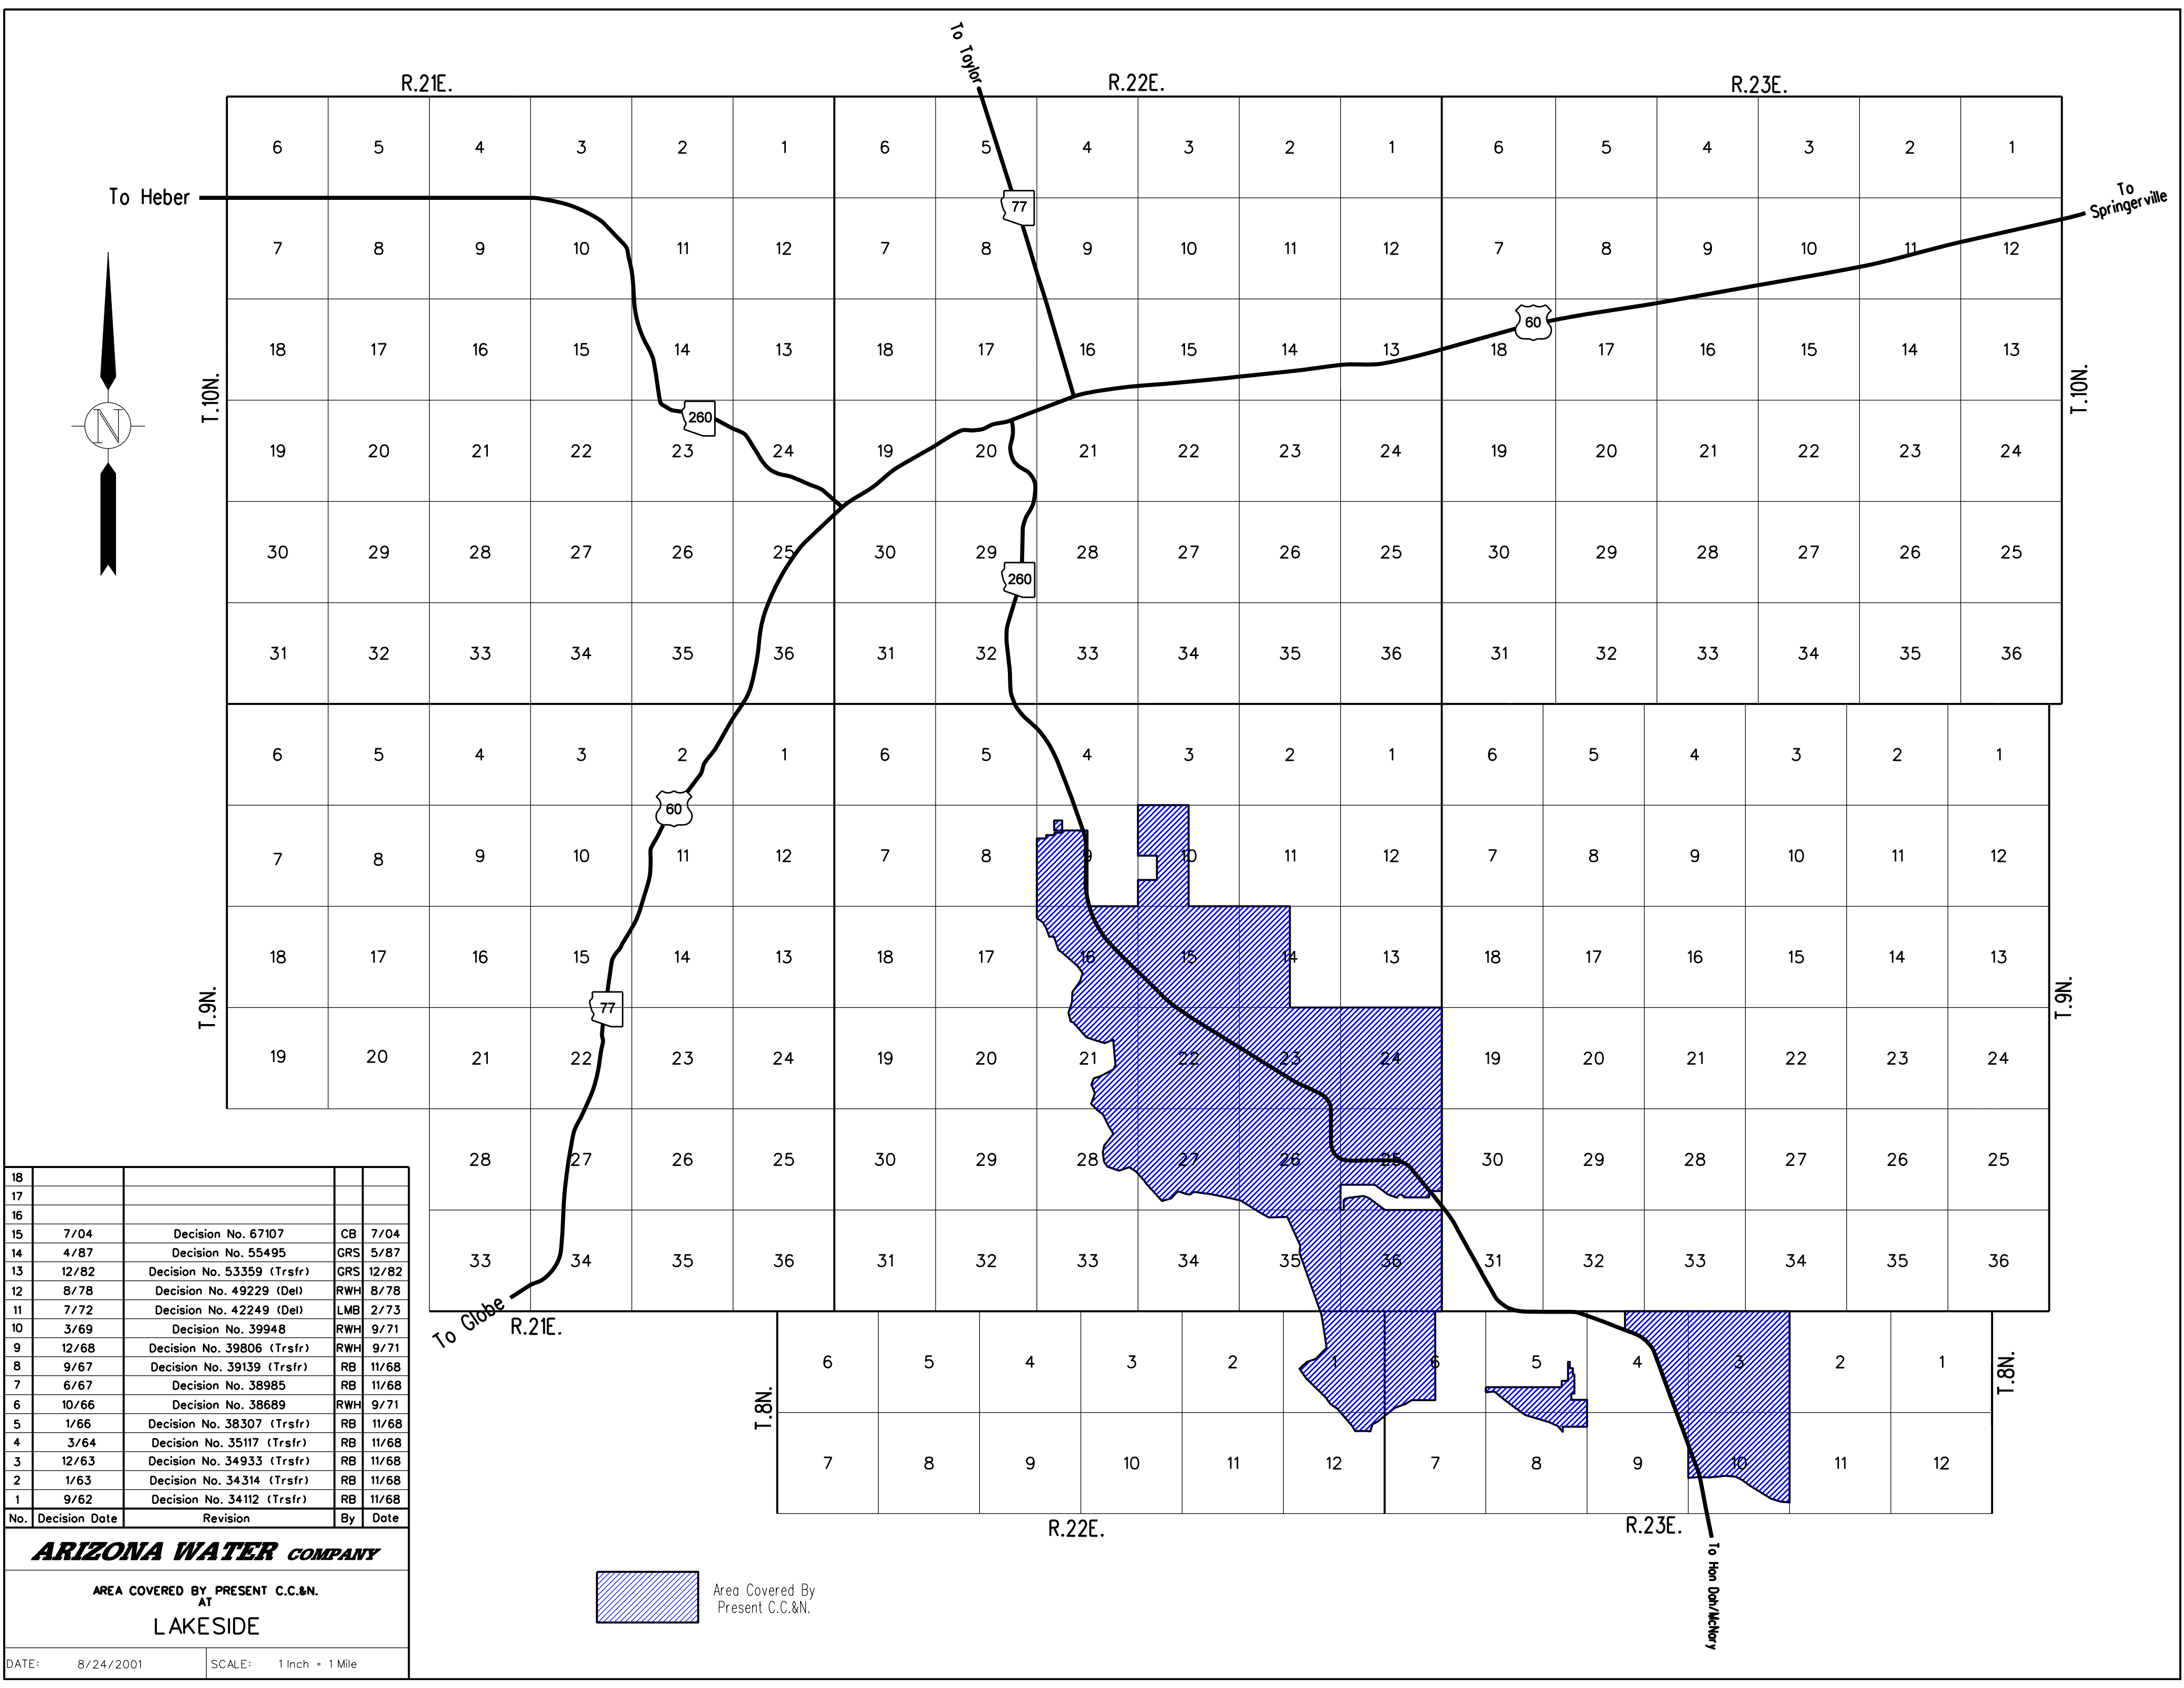 R.21E. R.22E. R.23E.
To Taylor
6 5 4 3 2 1 6 5 4 3 2 1 6 5 4 3 2 1
To Heber
To
Springerville
77
7 8 9 10 11 12 7 8 9 10 11 12 7 8 9 10 11 12
60
18 17 16 15 14 13 18 17 16 15 14 13 18 17 16 15 14 13
T.10N. T.10N.
N
260
19 20 21 22 23 24 19 20 21 22 23 24 19 20 21 22 23 24
30 29 28 27 26 25 30 29 28 27 26 25 30 29 28 27 26 25
260
31 32 33 34 35 36 31 32 33 34 35 36 31 32 33 34 35 36
6 5 4 3 2 1 6 5 4 3 2 1 6 5 4 3 2 1
60
7 8 9 10 11 12 7 8 9 10 11 12 7 8 9 10 11 12
18 17 16 15 14 13 18 17 16 15 14 13 18 17 16 15 14 13
T.9N. T.9N.
77
19 20 21 22 23 24 19 20 21 22 23 24 19 20 21 22 23 24
28 27 26 25 30 29 28 27 26 25 30 29 28 27 26 25
33 34 35 36 31 32 33 34 35 36 31 32 33 34 35 36
To Globe
R.21E.
6 5 4 3 2 1 6 5 4 3 2 1
T.8N. T.8N.
7 8 9 10 11 12 7 8 9 10 11 12
R.22E. R.23E.
To Hon Dah/McNary
18
17
16
15 7/04 Decision No. 67107 CB 7/04
14 4/87 Decision No. 55495 GRS 5/87
13 12/82 Decision No. 53359 (Trsfr) GRS 12/82
12 8/78 Decision No. 49229 (Del) RWH 8/78
11 7/72 Decision No. 42249 (Del) LMB 2/73
10 3/69 Decision No. 39948 RWH 9/71
9 12/68 Decision No. 39806 (Trsfr) RWH 9/71
8 9/67 Decision No. 39139 (Trsfr) RB 11/68
7 6/67 Decision No. 38985 RB 11/68
6 10/66 Decision No. 38689 RWH 9/71
5 1/66 Decision No. 38307 (Trsfr) RB 11/68
4 3/64 Decision No. 35117 (Trsfr) RB 11/68
3 12/63 Decision No. 34933 (Trsfr) RB 11/68
2 1/63 Decision No. 34314 (Trsfr) RB 11/68
1 9/62 Decision No. 34112 (Trsfr) RB 11/68
No. Decision Date Revision By Date
ARIZONA WATER COMPANY
AREA COVERED BY PRESENT C.C.&N.
AT
LAKESIDE
DATE: 8/24/2001 SCALE: 1 Inch = 1 Mile
Area Covered By
Present C.C.&N.